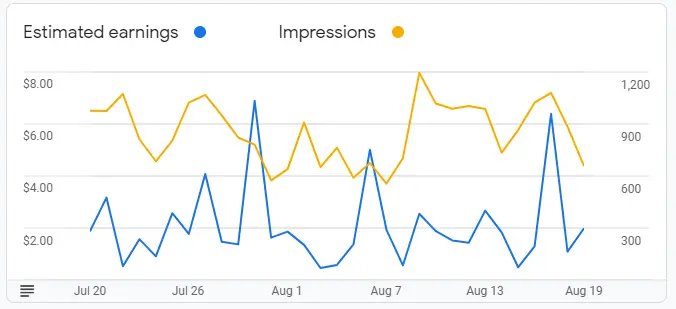 Estimated earnings Impressions
$8.00 1,200
$6.00 900
$4.00 600
$2.00 300
Jul 20 Jul 26 Aug 1 Aug 7 Aug 13 Aug 19